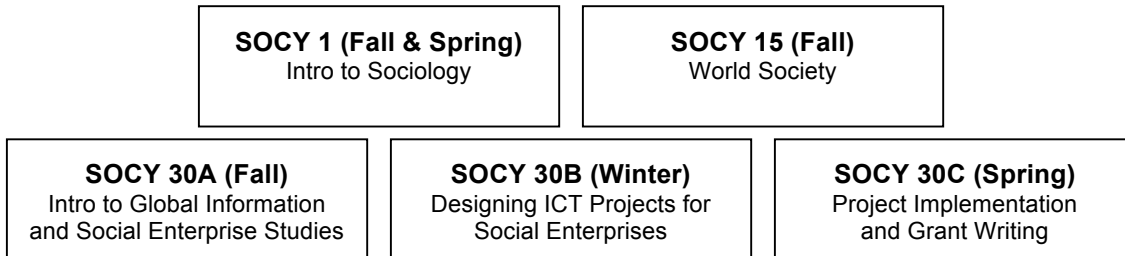 SOCY 1 (Fall & Spring)
Intro to Sociology
SOCY 15 (Fall)
World Society
SOCY 30A (Fall)
Intro to Global Information
and Social Enterprise Studies
SOCY 30B (Winter)
Designing ICT Projects for
Social Enterprises
SOCY 30C (Spring)
Project Implementation
and Grant Writing